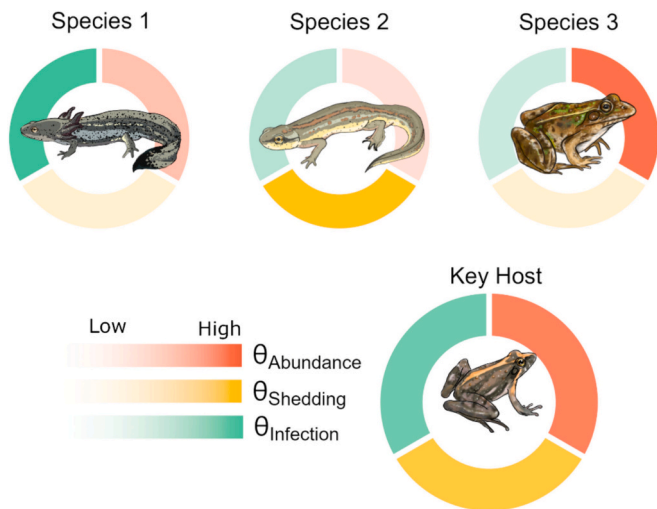 Species 1
Species 2
Species 3
Key Host
Low
High
θAbundance
θShedding
θInfection